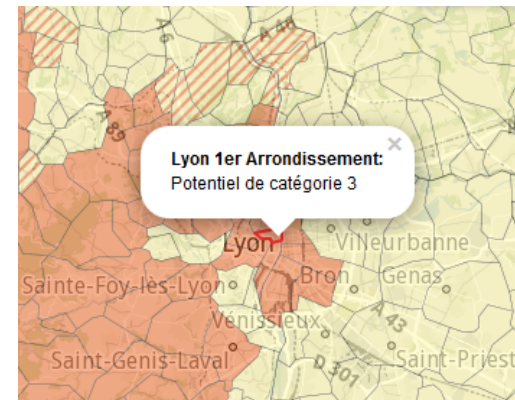 A 46
A 6
A 89
×
Lyon 1er Arrondissement:
Potentiel de catégorie 3
Lyon
Villeurbanne
Sainte-Foy-lès-Lyon
Bron
Genas
Vénissieux
A 43
Saint-Genis-Laval
D 301
Saint-Priest